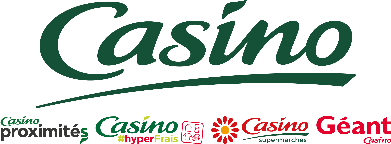 Casino
Casino
proximités
Casino
#hyperFrais
Casino
supermarchés
Géant
Casino